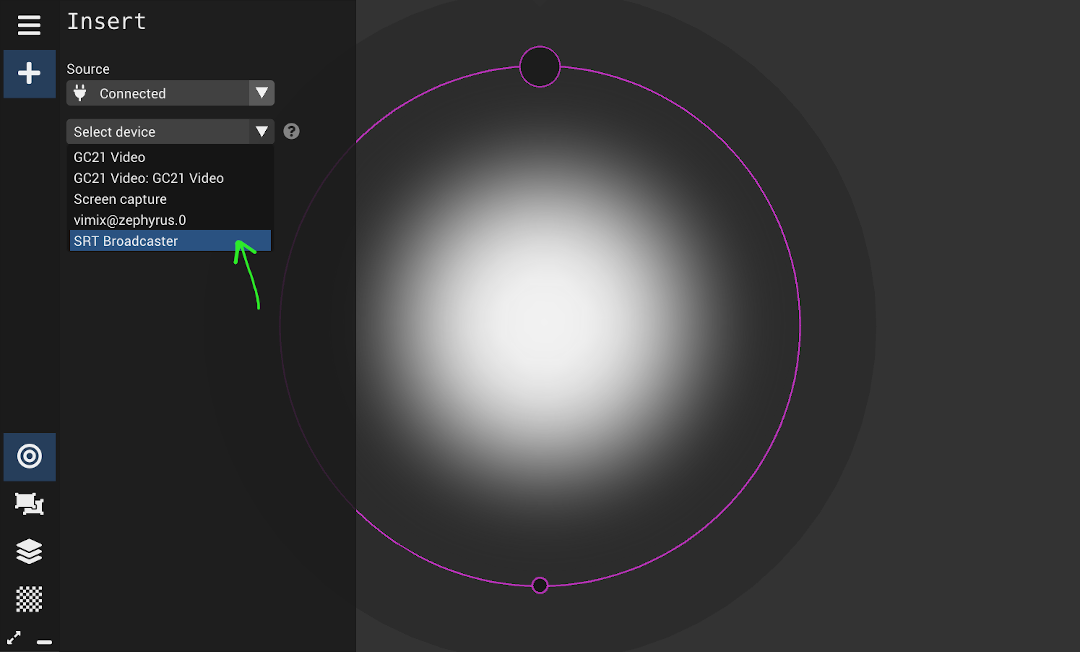 Insert
Source
Connected
Select device
?
GC21 Video
GC21 Video: GC21 Video
Screen capture
vimix@zephyrus.0
SRT Broadcaster